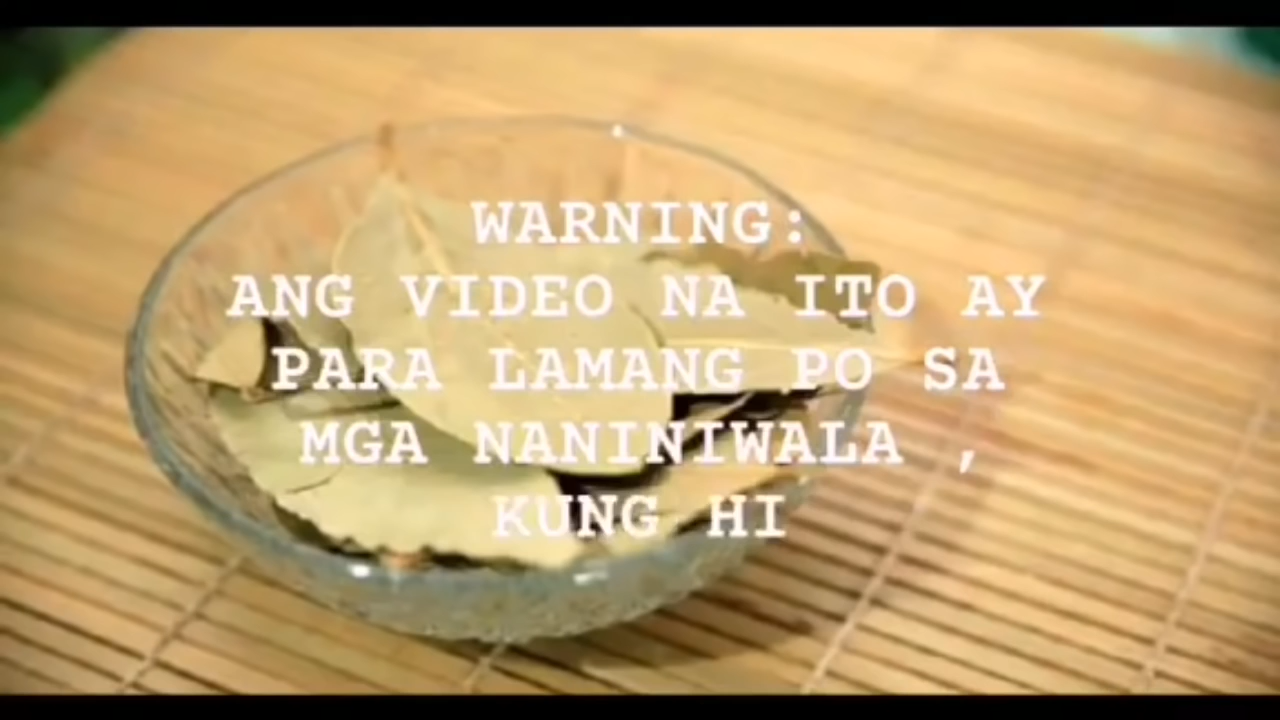 WARNING:
ANG VIDEO NA ITO AY
PARA LAMANG PO SA
MGA NANINIWALA ,
KUNG HI